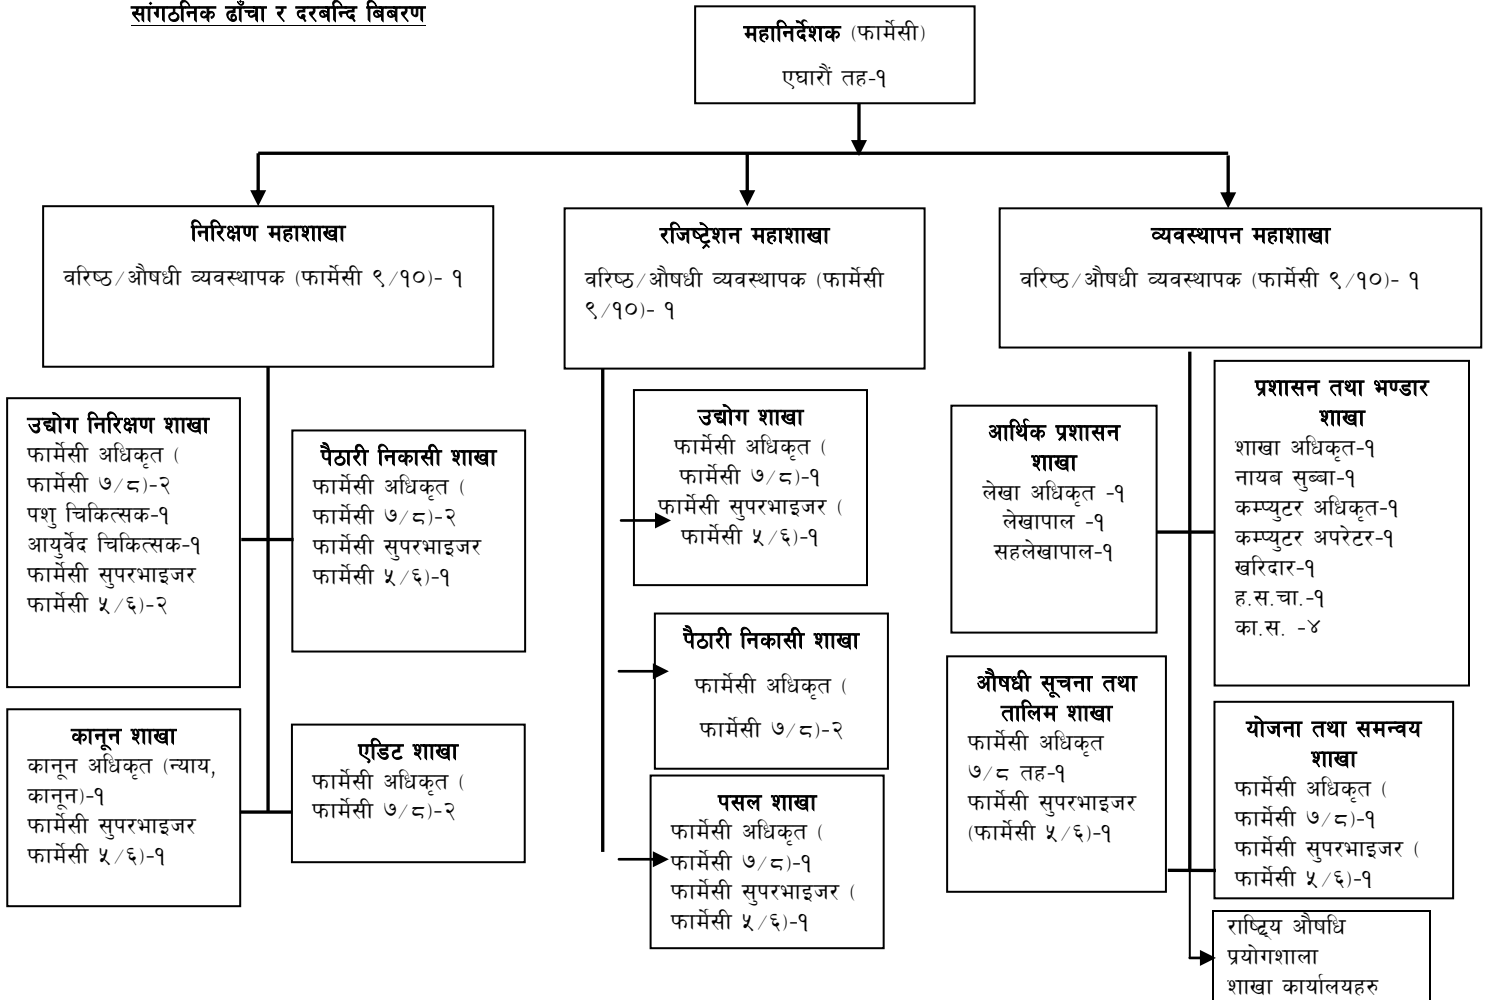 सांगठनिक ढाँचा र दरबन्दि बिबरण
महानिर्देशक (फार्मेसी)
एघारौं तह-१
निरिक्षण महाशाखा
वरिष्ठ/औषधी व्यवस्थापक (फार्मेसी ९/१०)- १
रजिष्ट्रेशन महाशाखा
वरिष्ठ/औषधी व्यवस्थापक (फार्मेसी
९/१०)- १
व्यवस्थापन महाशाखा
वरिष्ठ/औषधी व्यवस्थापक (फार्मेसी ९/१०)- १
उद्योग निरिक्षण शाखा
फार्मेसी अधिकृत (
फार्मेसी ७/८)-२
पशु चिकित्सक-१
आयुर्वेद चिकित्सक-१
फार्मेसी सुपरभाइजर
फार्मेसी ५/६)-२
पैठारी निकासी शाखा
फार्मेसी अधिकृत (
फार्मेसी ७/८)-२
फार्मेसी सुपरभाइजर
फार्मेसी ५/६)-१
कानून शाखा
कानून अधिकृत (न्याय,
कानून)-१
फार्मेसी सुपरभाइजर
फार्मेसी ५/६)-१
एडिट शाखा
फार्मेसी अधिकृत (
फार्मेसी ७/८)-२
उद्योग शाखा
फार्मेसी अधिकृत (
फार्मेसी ७/८)-१
फार्मेसी सुपरभाइजर (
फार्मेसी ५/६)-१
पैठारी निकासी शाखा
फार्मेसी अधिकृत (
फार्मेसी ७/८)-२
पसल शाखा
फार्मेसी अधिकृत (
फार्मेसी ७/८)-१
फार्मेसी सुपरभाइजर (
फार्मेसी ५/६)-१
आर्थिक प्रशासन
शाखा
लेखा अधिकृत -१
लेखापाल -१
सहलेखापाल-१
प्रशासन तथा भण्डार
शाखा
शाखा अधिकृत-१
नायब सुब्बा-१
कम्प्युटर अधिकृत-१
कम्प्युटर अपरेटर-१
खरिदार-१
ह.स.चा.-१
का.स. -४
औषधी सूचना तथा
तालिम शाखा
फार्मेसी अधिकृत
७/८ तह-१
फार्मेसी सुपरभाइजर
(फार्मेसी ५/६)-१
योजना तथा समन्वय
शाखा
फार्मेसी अधिकृत (
फार्मेसी ७/८)-१
फार्मेसी सुपरभाइजर (
फार्मेसी ५/६)-१
राष्ट्रिय औषधि
प्रयोगशाला
शाखा कार्यालयहरु